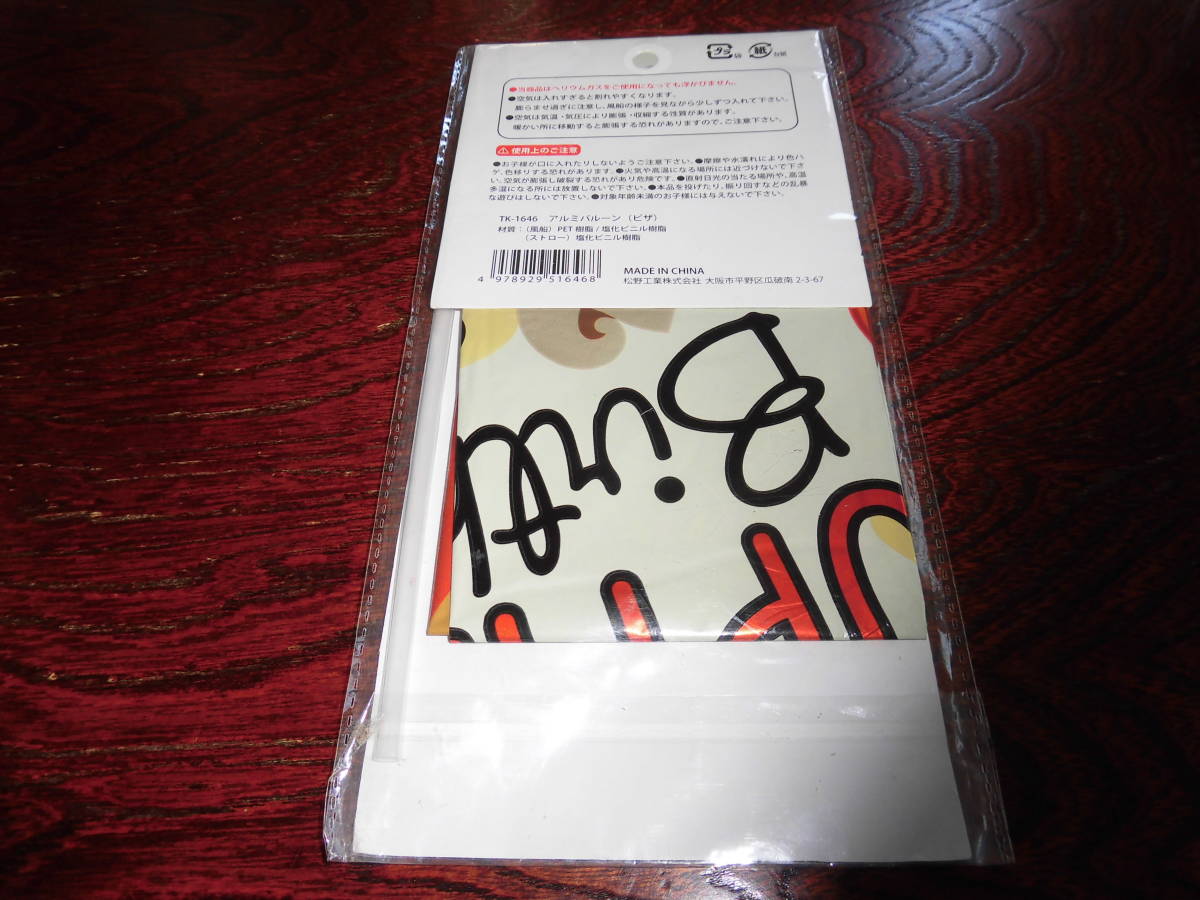 プラ 袋 紙 台紙
●当商品はヘリウムガスをご使用になっても浮かびません。
●空気は入れすぎると割れやすくなります。
膨らませ過ぎに注意し、風船の様子を見ながら少しずつ入れて下さい。
●空気は気温・気圧により膨張・収縮する性質があります。
暖かい所に移動すると膨張する恐れがありますので、ご注意下さい。
使用上のご注意
●お子様が口に入れたりしないようご注意下さい。●摩擦や水濡れにより色ハ
ゲ、色移りする恐れがあります。●火気や高温になる場所には近づけないで下さ
い。空気が膨張し破裂する恐れがあり危険です。●直射日光の当たる場所や、高温
多湿になる所には放置しないで下さい。●本品を投げたり、振り回すなどの乱暴
な遊びはしないで下さい。●対象年齢未満のお子様には与えないで下さい。
TK-1646 アルミバルーン（ピザ）
材質：（風船）PET 樹脂 / 塩化ビニル樹脂
（ストロー）塩化ビニル樹脂
4 978929 516468
MADE IN CHINA
松野工業株式会社 大阪市平野区瓜破南 2-3-67
Birth